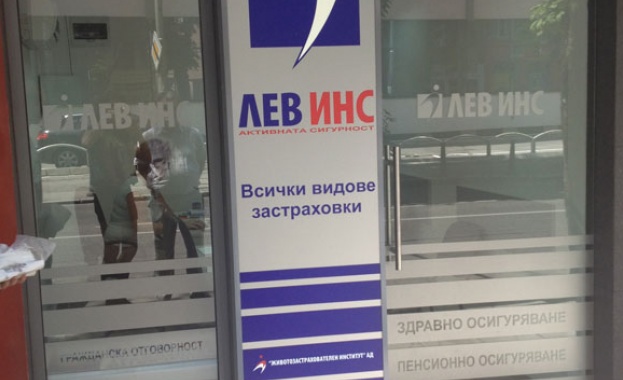 ЛЕВ ИНС
ЛЕВ ИНС
АКТИВНАТА СИГУРНОСТ
ЛЕВ ИНС
Всички видове
застраховки
ГРАЖДАНСКА ОТГОВОРНОСТ
"ЖИВОТОЗАСТРАХОВАТЕЛЕН ИНСТИТУТ" АД
ЗДРАВНО ОСИГУРЯВАНЕ
ПЕНСИОННО ОСИГУРЯВАНЕ